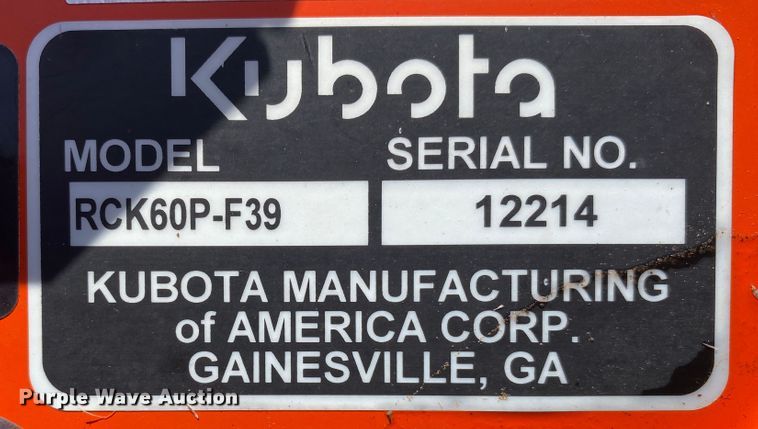 Kubota
MODEL SERIAL NO.
RCK60P-F39 12214
KUBOTA MANUFACTURING
of AMERICA CORP.
GAINESVILLE, GA
Purple Wave Auction